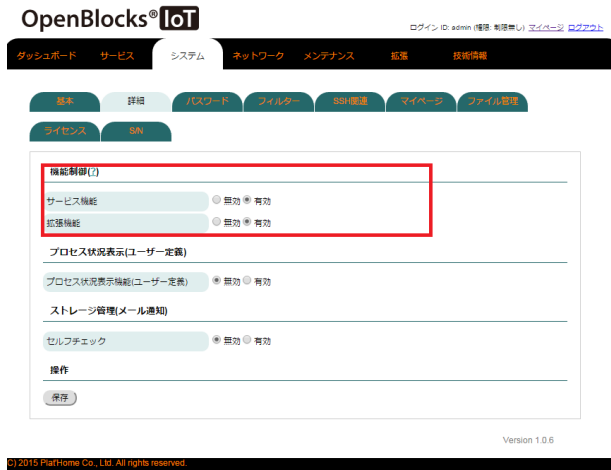 OpenBlocks® IoT
ログイン ID: admin (権限: 制限無し) マイページ ログアウト
ダッシュボード サービス システム ネットワーク メンテナンス 拡張 技術情報
基本 詳細 パスワード フィルター SSH関連 マイページ ファイル管理
ライセンス S/N
機能制御(?)
サービス機能 無効 有効
拡張機能 無効 有効
プロセス状況表示(ユーザー定義)
プロセス状況表示機能(ユーザー定義) 無効 有効
ストレージ管理(メール通知)
セルフチェック 無効 有効
操作
保存
Version 1.0.6
C) 2015 Plat'Home Co., Ltd. All rights reserved.